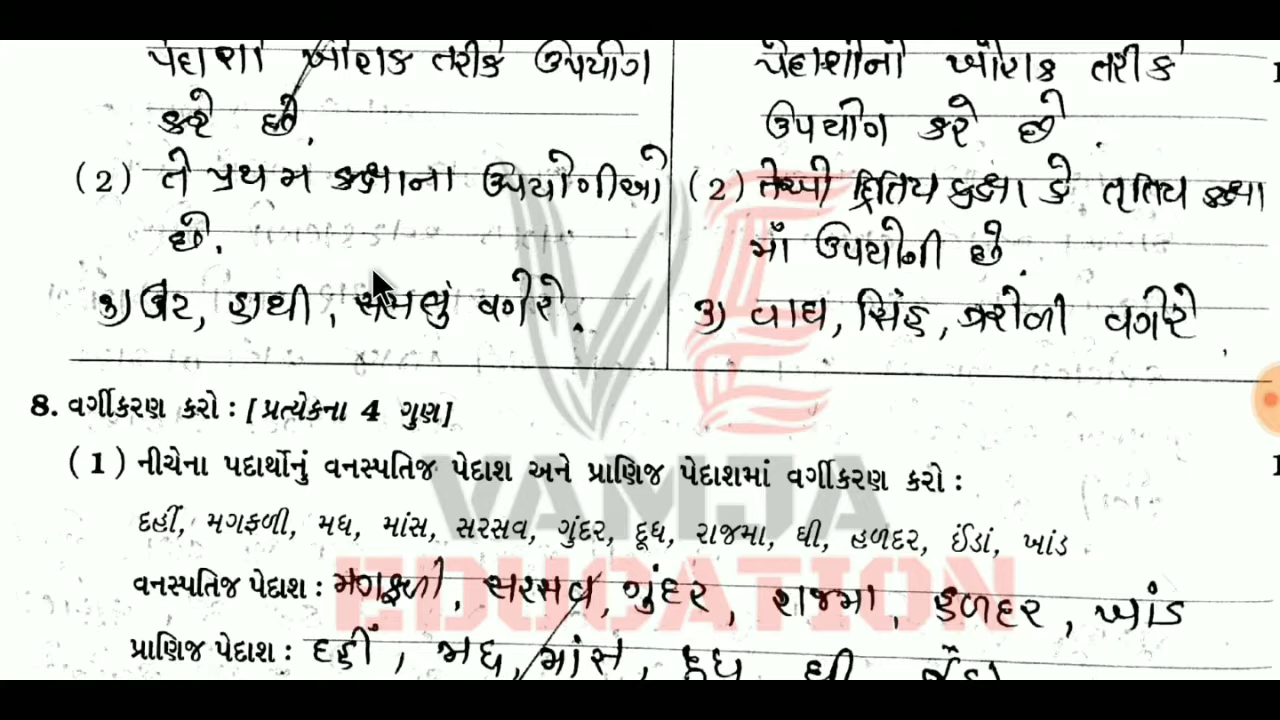 પેદાશો ખોરાક તરીકે ઉપયોગ
કરે છે.
(2) તે પ્રથમ કક્ષાના ઉપયોગીઓ
છે.
3) ઊંટ, હાથી, સસલું વગેરે.
પેદાશોનો ખોરાક તરીકે
ઉપયોગ કરે છે.
(2) તેઓ દ્વિતિય કક્ષા કે તૃતિય કક્ષા
માઁ ઉપયોગી છે.
3) વાઘ, સિંહ, ગરોળી વગેરે.
8. વર્ગીકરણ કરો : [પ્રત્યેકના 4 ગુણ]
(1) નીચેના પદાર્થોનું વનસ્પતિજ પેદાશ અને પ્રાણિજ પેદાશમાં વર્ગીકરણ કરો :
દહીં, મગફળી, મધ, માંસ, સરસવ, ગુંદર, દૂધ, રાજમા, ઘી, હળદર, ઈંડાં, ખાંડ
વનસ્પતિજ પેદાશ : મગફળી, સરસવ, ગુંદર, રાજમા, હળદર, ખાંડ
પ્રાણિજ પેદાશ : દહીં, મધ, માંસ, દુધ ઘી
VAMJA
EDUCATION